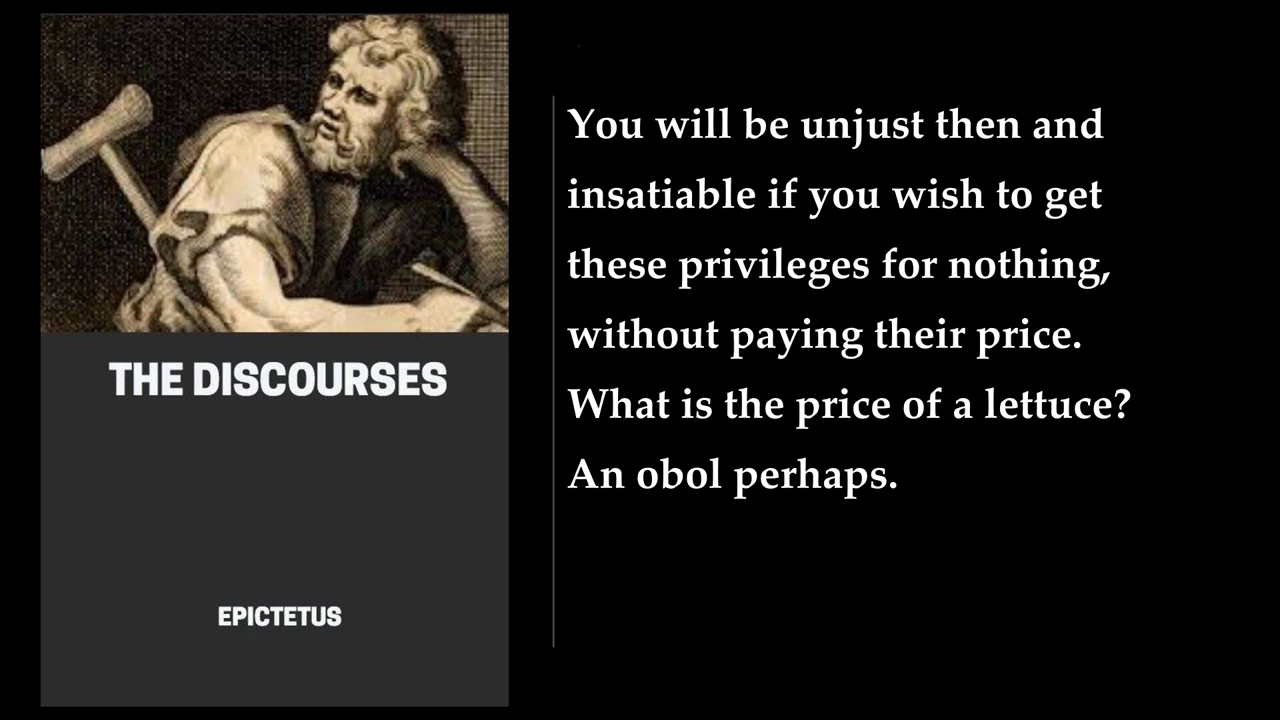 THE DISCOURSES
EPICTETUS
You will be unjust then and
insatiable if you wish to get
these privileges for nothing,
without paying their price.
What is the price of a lettuce?
An obol perhaps.